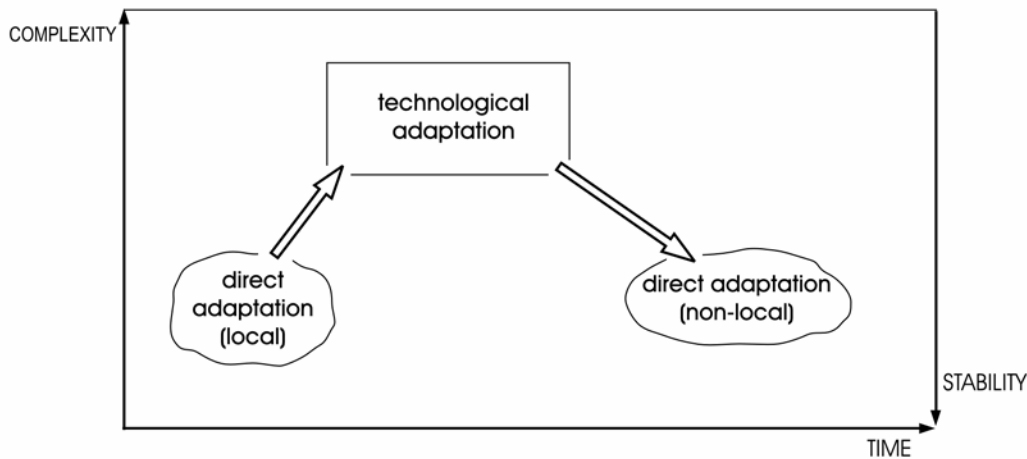 COMPLEXITY
technological
adaptation
direct
adaptation
(local)
direct adaptation
(non-local)
STABILITY
TIME